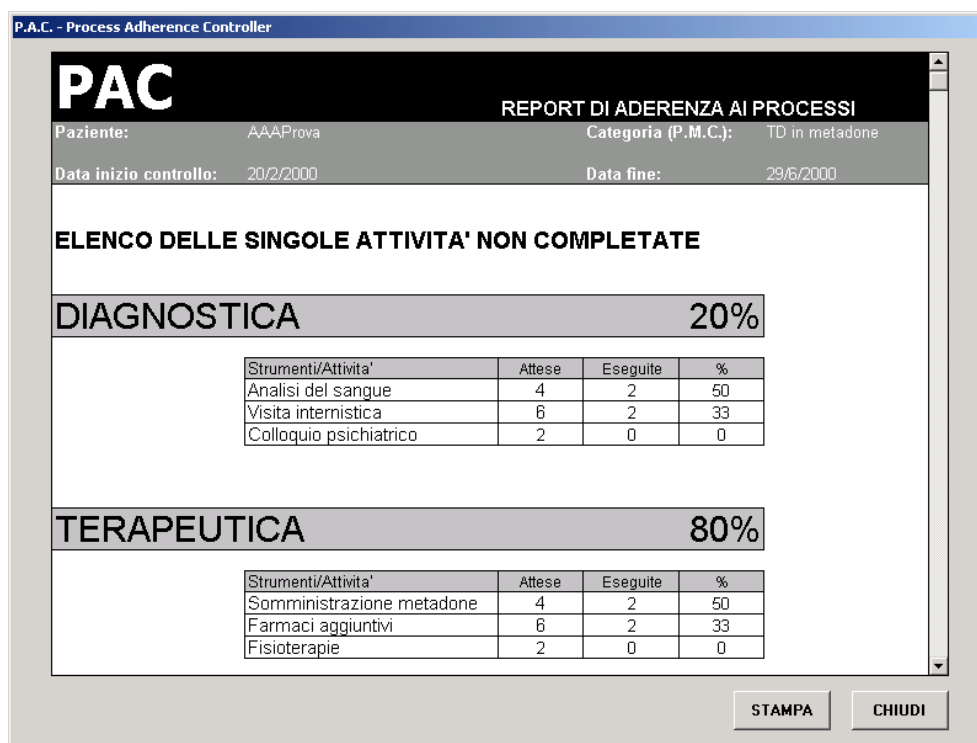 P.A.C. - Process Adherence Controller
PAC
REPORT DI ADERENZA AI PROCESSI
Paziente: AAAProva Categoria (P.M.C.): TD in metadone
Data inizio controllo: 20/2/2000 Data fine: 29/6/2000
ELENCO DELLE SINGOLE ATTIVITA' NON COMPLETATE
DIAGNOSTICA 20%
Strumenti/Attivita' Attese Eseguite %
Analisi del sangue 4 2 50
Visita internistica 6 2 33
Colloquio psichiatrico 2 0 0
TERAPEUTICA 80%
Strumenti/Attivita' Attese Eseguite %
Somministrazione metadone 4 2 50
Farmaci aggiuntivi 6 2 33
Fisioterapie 2 0 0
STAMPA CHIUDI